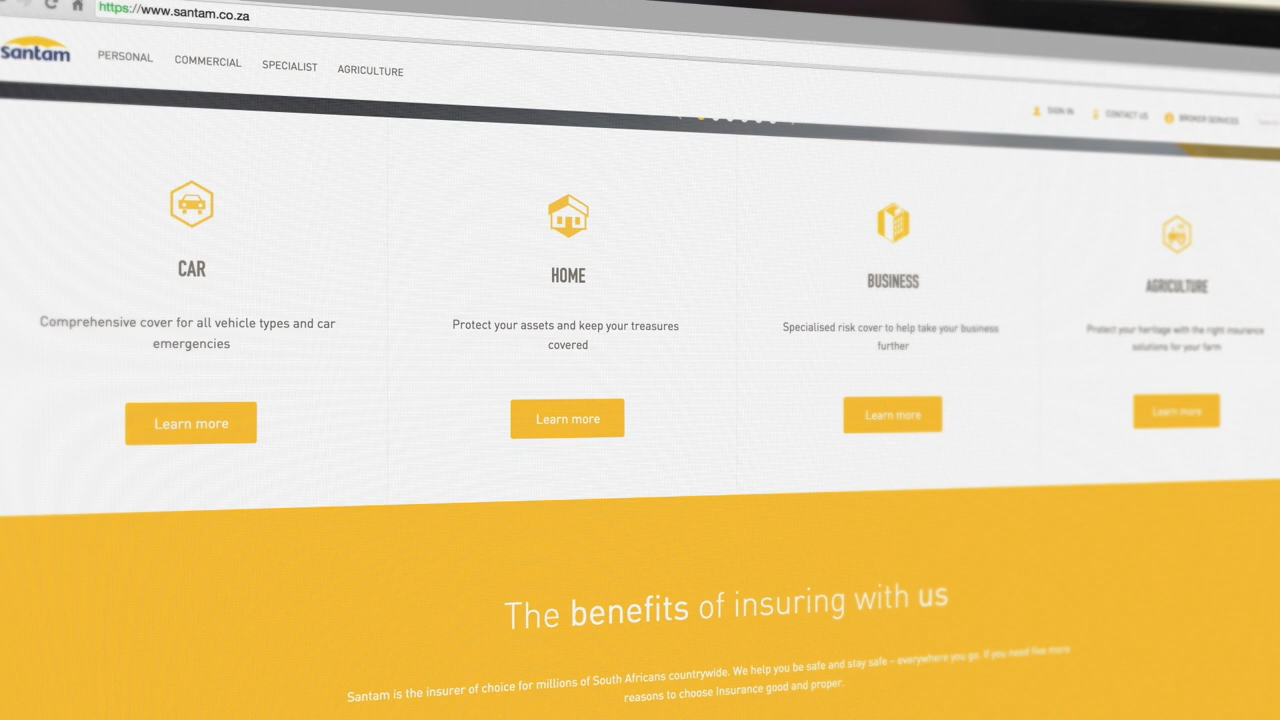 https://www.santam.co.za
santam
PERSONAL
COMMERCIAL
SPECIALIST
AGRICULTURE
SIGN IN
CONTACT US
BROKER SERVICES
CAR
HOME
BUSINESS
AGRICULTURE
Comprehensive cover for all vehicle types and car
emergencies
Protect your assets and keep your treasures
covered
Specialised risk cover to help take your business
further
Protect your heritage with the right insurance
solutions for your farm
Learn more
Learn more
Learn more
Learn more
The benefits of insuring with us
Santam is the insurer of choice for millions of South Africans countrywide. We help you be safe and stay safe – everywhere you go. If you need five more
reasons to choose Insurance good and proper.